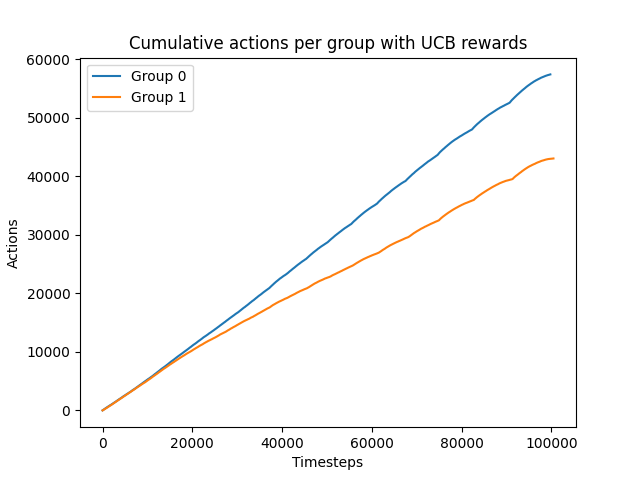 Cumulative actions per group with UCB rewards
Group 0
Group 1
60000
50000
40000
30000
20000
10000
0
Actions
0 20000 40000 60000 80000 100000
Timesteps